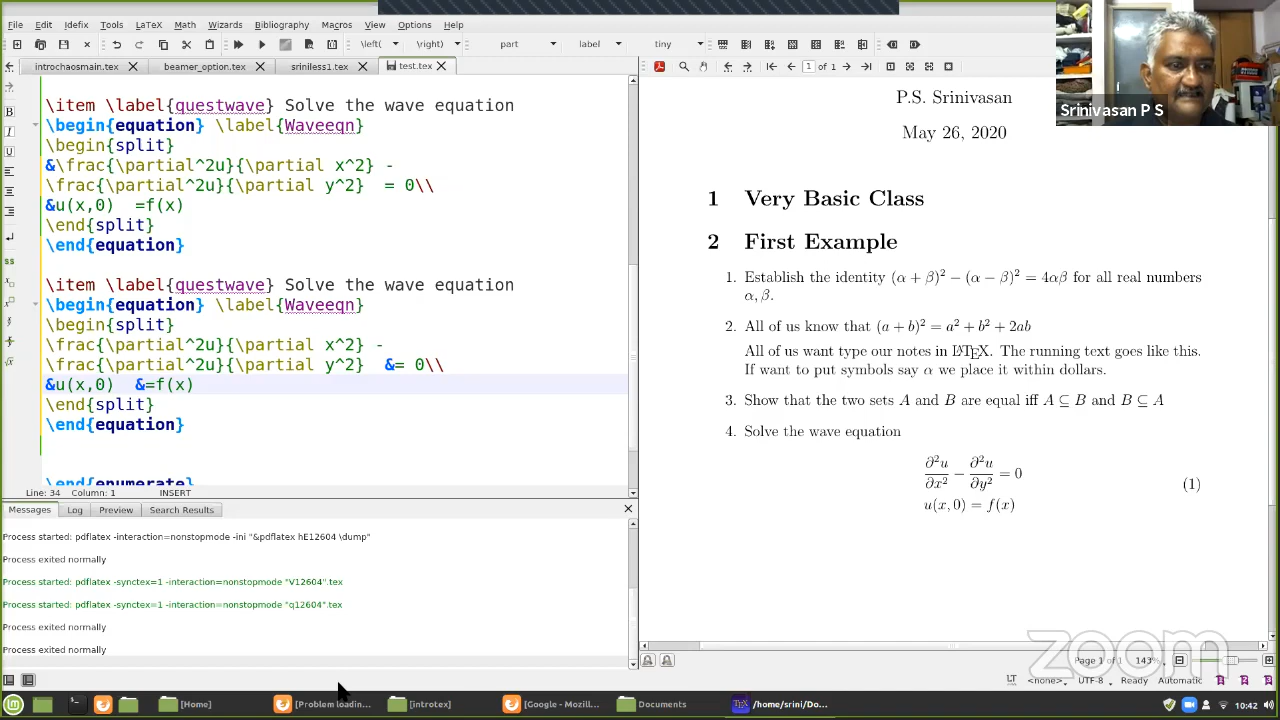 File Edit Idefix Tools LaTeX Math Wizards Bibliography Macros View Options Help
left \right) part label tiny
introchaosmain.tex beamer_option.tex sriniless1.tex test.tex
1 of 1
\item \label{questwave} Solve the wave equation
\begin{equation} \label{Waveeqn}
\begin{split}
&\frac{\partial^2u}{\partial x^2} -
\frac{\partial^2u}{\partial y^2}  = 0\\
&u(x,0)  =f(x)
\end{split}
\end{equation}
\item \label{questwave} Solve the wave equation
\begin{equation} \label{Waveeqn}
\begin{split}
\frac{\partial^2u}{\partial x^2} -
\frac{\partial^2u}{\partial y^2}  &= 0\\
&u(x,0)  &=f(x)
\end{split}
\end{equation}
\end{enumerate}
Line: 34 Column: 1 INSERT
Messages Log Preview Search Results
Process started: pdflatex -interaction=nonstopmode -ini "&pdflatex hE12604 \dump"
Process exited normally
Process started: pdflatex -synctex=1 -interaction=nonstopmode "V12604".tex
Process started: pdflatex -synctex=1 -interaction=nonstopmode "q12604".tex
Process exited normally
Process exited normally
P.S. Srinivasan
May 26, 2020
1 Very Basic Class
2 First Example
1. Establish the identity (α + β)² − (α − β)² = 4αβ for all real numbers
α, β.
2. All of us know that (a + b)² = a² + b² + 2ab
All of us want type our notes in LATEX. The running text goes like this.
If want to put symbols say α we place it within dollars.
3. Show that the two sets A and B are equal iff A ⊆ B and B ⊆ A
4. Solve the wave equation
∂²u/∂x² − ∂²u/∂y² = 0
(1)
u(x, 0) = f(x)
Srinivasan P S
zoom
Page 1 of 1 143%
<none> UTF-8 Ready Automatic
[Home] [Problem loadin... [introtex] [Google - Mozilla... Documents /home/srini/Do... 10:42